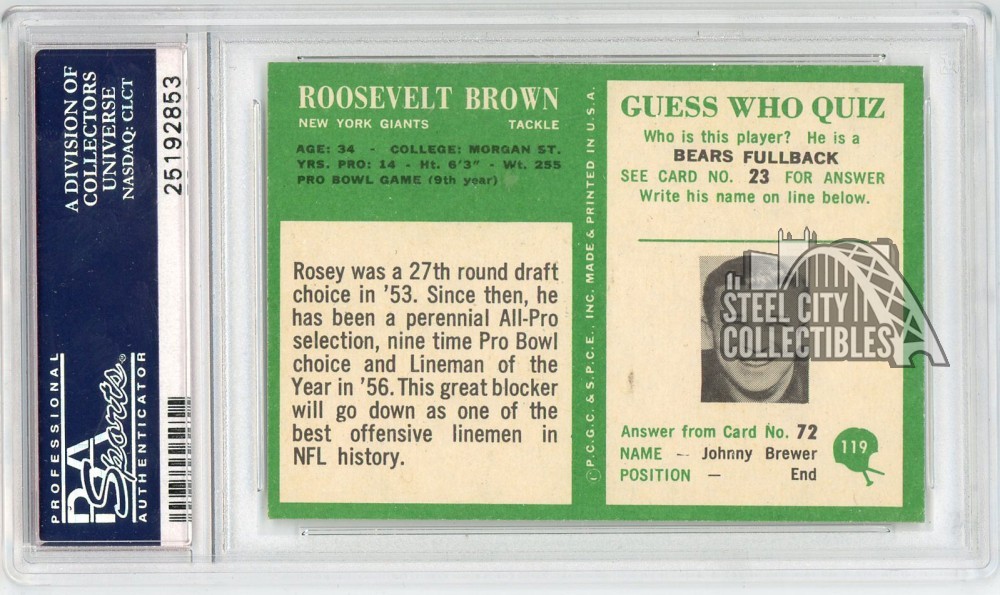 A DIVISION OF
COLLECTORS
UNIVERSE
NASDAQ: CLCT
PROFESSIONAL
PSA
Sports®
AUTHENTICATOR
25192853
ROOSEVELT BROWN
NEW YORK GIANTS TACKLE
AGE: 34 - COLLEGE: MORGAN ST.
YRS. PRO: 14 - Ht. 6'3" - Wt. 255
PRO BOWL GAME (9th year)
Rosey was a 27th round draft
choice in '53. Since then, he
has been a perennial All-Pro
selection, nine time Pro Bowl
choice and Lineman of the
Year in '56. This great blocker
will go down as one of the
best offensive linemen in
NFL history.
© P.C.G.C. & S.P.C.E., INC. MADE & PRINTED IN U.S.A.
GUESS WHO QUIZ
Who is this player? He is a
BEARS FULLBACK
SEE CARD NO. 23 FOR ANSWER
Write his name on line below.
STEEL CITY
COLLECTIBLES
Answer from Card No. 72
NAME – Johnny Brewer
POSITION – End
119